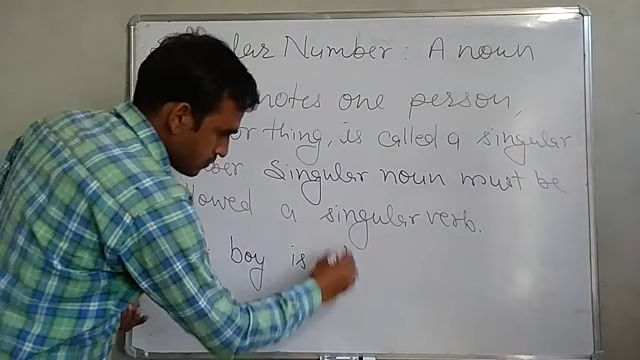 Number: A noun
notes one person,
or thing, is called a singular
Singular noun must be
lowed a singular verb.
boy is